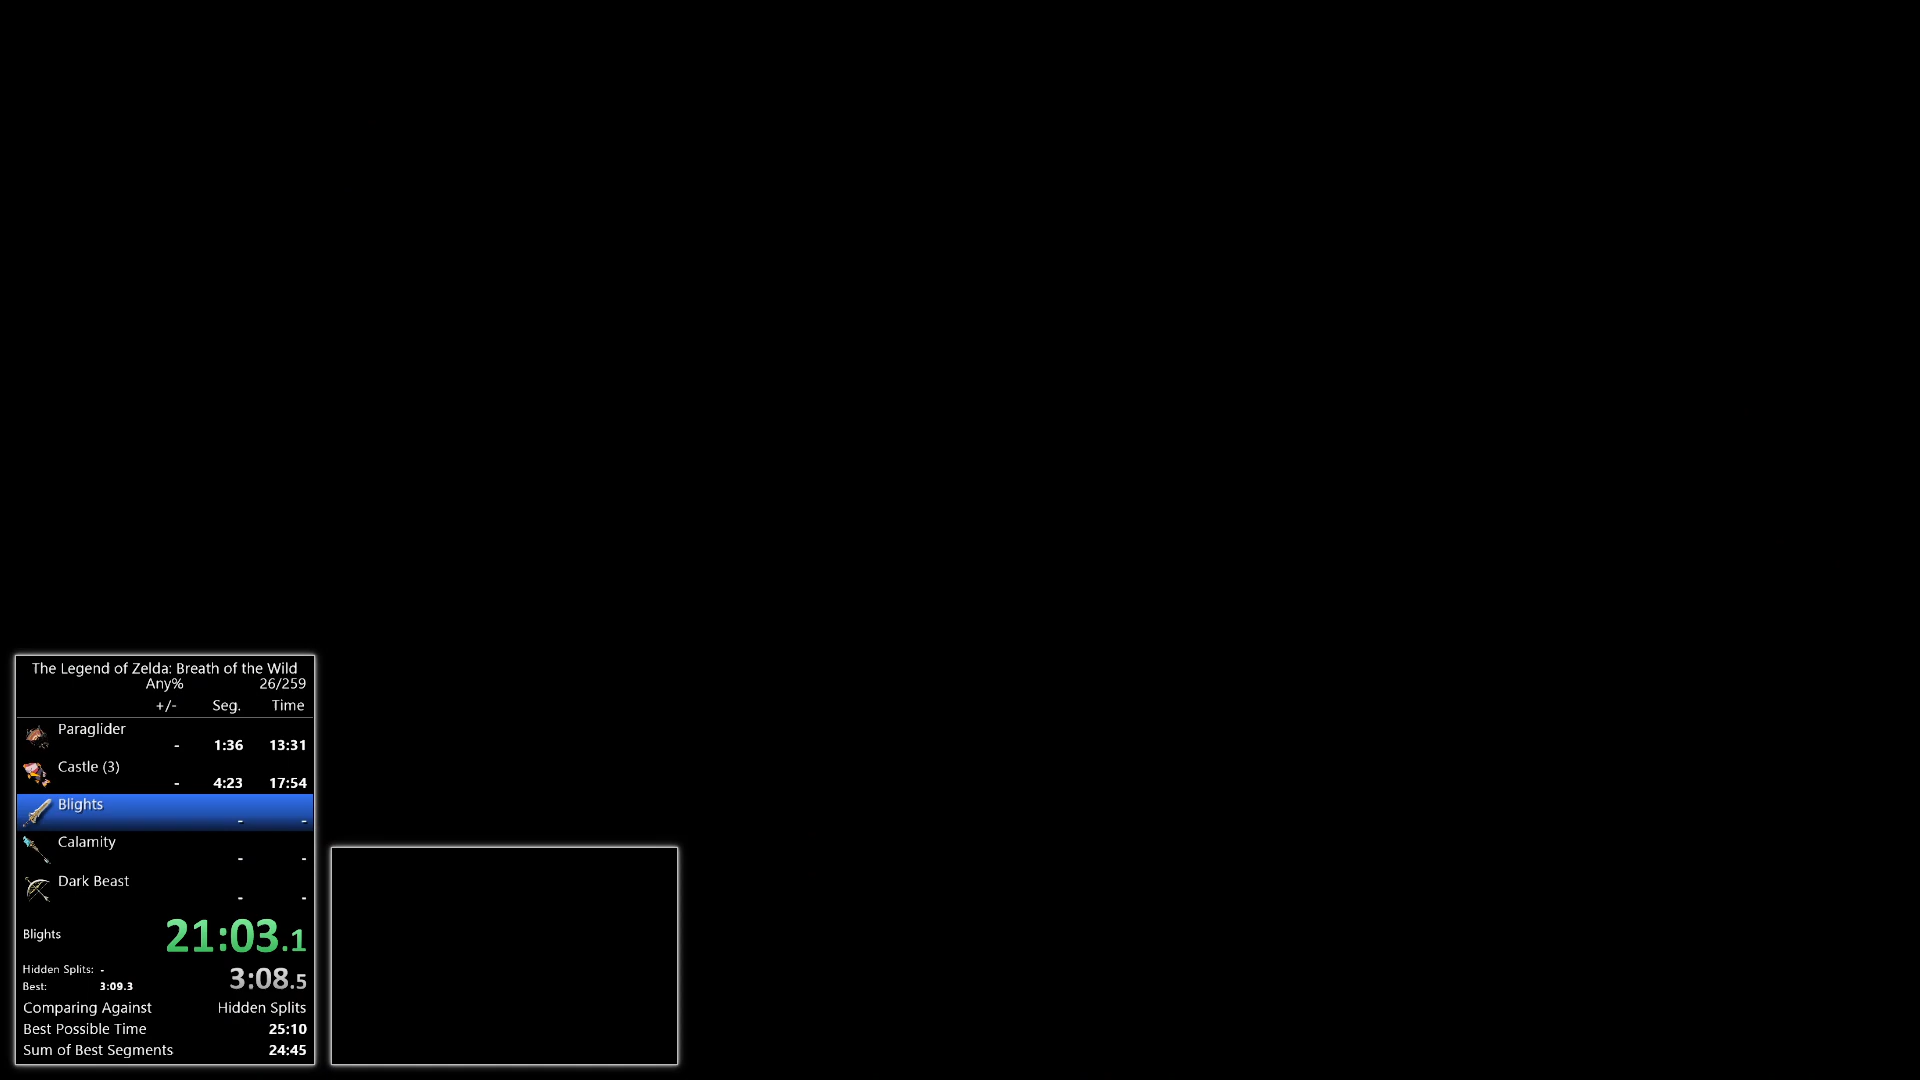 The Legend of Zelda: Breath of the Wild
Any% 26/259
+/- Seg. Time
Paraglider
- 1:36 13:31
Castle (3)
- 4:23 17:54
Blights
- -
Calamity
- -
Dark Beast
- -
Blights 21:03.1
Hidden Splits: - 3:08.5
Best: 3:09.3
Comparing Against Hidden Splits
Best Possible Time 25:10
Sum of Best Segments 24:45